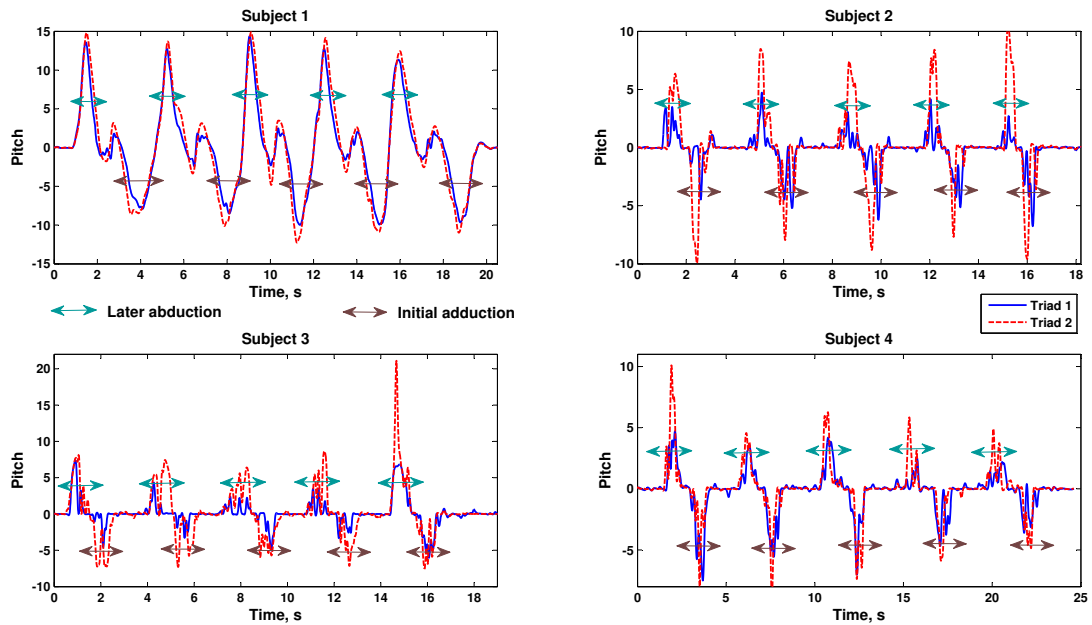 Subject 1
15
10
5
0
-5
-10
15
Pitch
0 2 4 6 8 10 12 14 16 18 20
Time, s
Subject 2
10
5
0
-5
-10
Pitch
0 2 4 6 8 10 12 14 16 18
Time, s
Later abduction
Initial adduction
Triad 1
Triad 2
Subject 3
20
15
10
5
0
-5
-10
Pitch
0 2 4 6 8 10 12 14 16 18
Time, s
Subject 4
10
5
0
-5
Pitch
0 5 10 15 20 25
Time, s